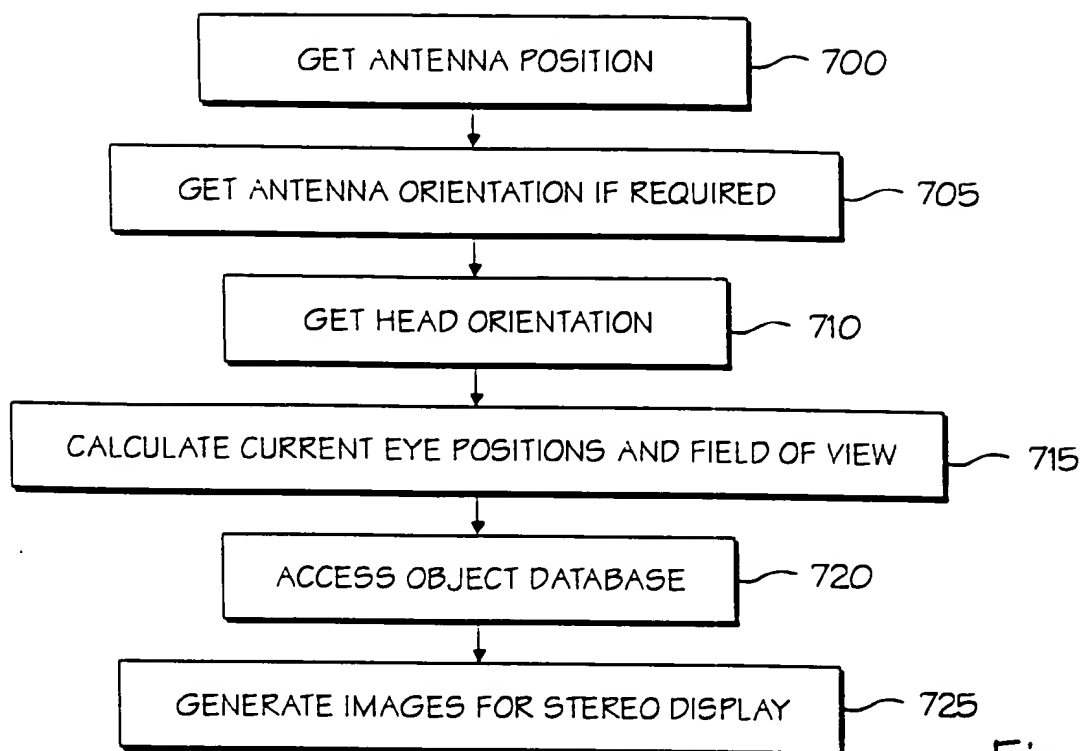 GET ANTENNA POSITION 700
GET ANTENNA ORIENTATION IF REQUIRED 705
GET HEAD ORIENTATION 710
CALCULATE CURRENT EYE POSITIONS AND FIELD OF VIEW 715
ACCESS OBJECT DATABASE 720
GENERATE IMAGES FOR STEREO DISPLAY 725